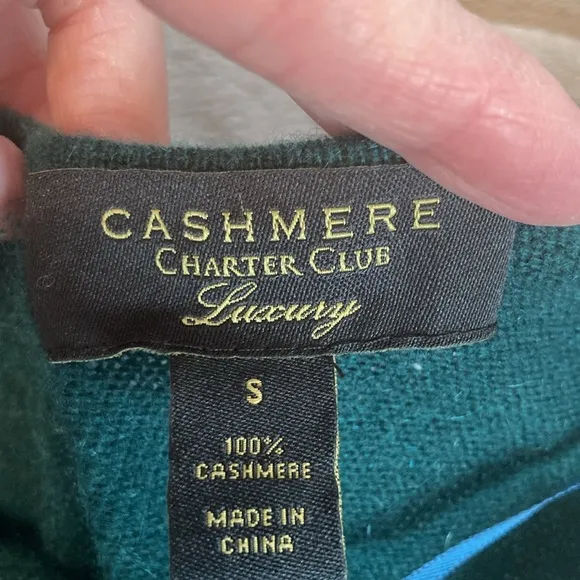 CASHMERE
CHARTER CLUB
Luxury
S
100%
CASHMERE
MADE IN
CHINA